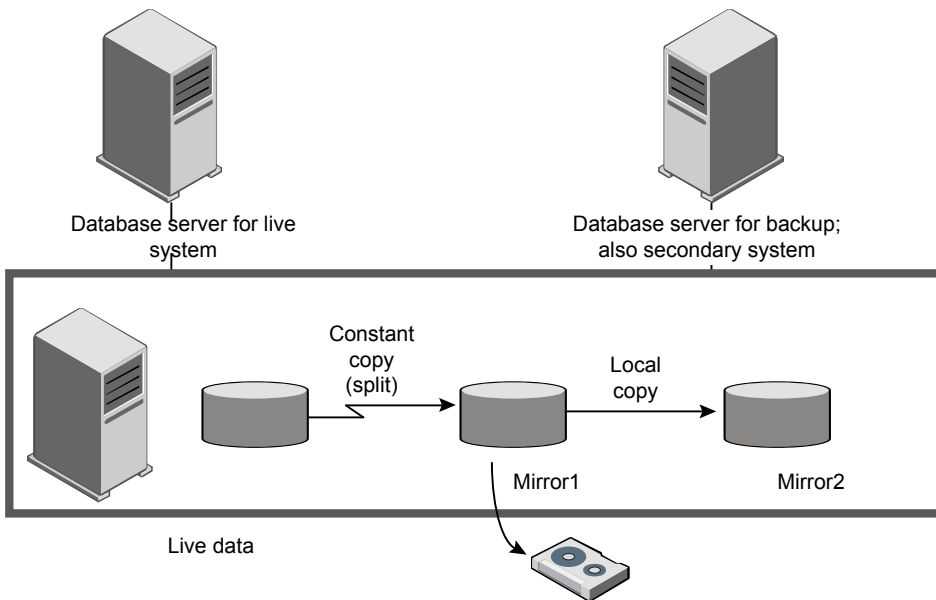 Database server for live
system
Database server for backup;
also secondary system
Constant
copy
(split)
Local
copy
Mirror1
Mirror2
Live data